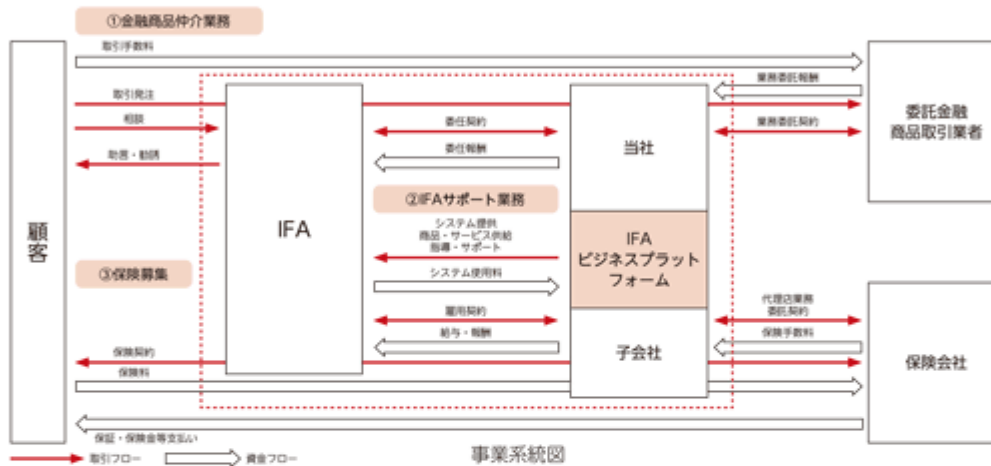 ①金融商品仲介業務
取引手数料
業務委託報酬
取引発注
相談
助言・勧誘
委任契約
委任報酬
業務委託契約
顧客
IFA
当社
委託金融
商品取引業者
②IFAサポート業務
システム提供
商品・サービス供給
指導・サポート
システム使用料
IFA
ビジネスプラット
フォーム
③保険募集
雇用契約
給与・報酬
子会社
代理店業務
委託契約
保険手数料
保険会社
保険契約
保険料
保証・保険金等支払い
取引フロー
資金フロー
事業系統図